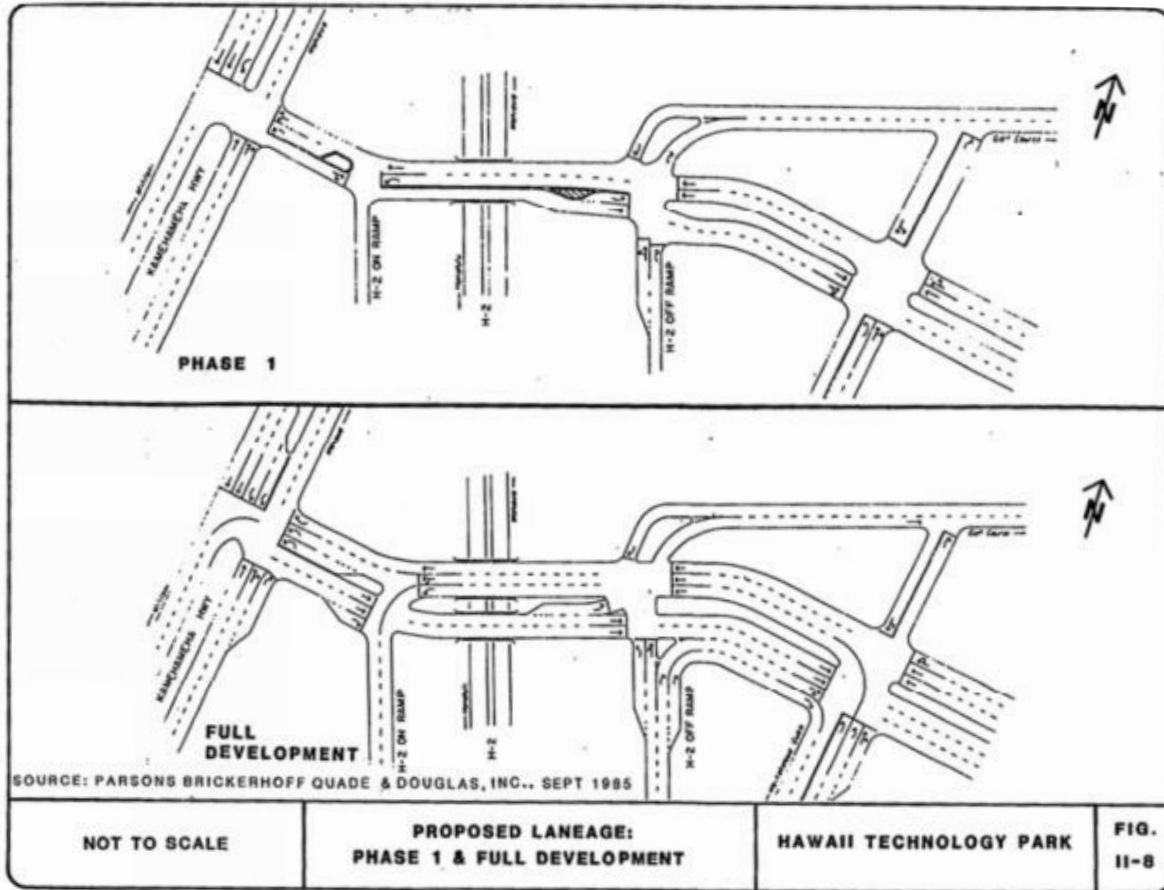 KAMEHAMEHA HWY
H-2 ON RAMP
H-2
H-2 OFF RAMP
N
PHASE 1
KAMEHAMEHA HWY
H-2 ON RAMP
H-2
H-2 OFF RAMP
N
FULL
DEVELOPMENT
SOURCE: PARSONS BRICKERHOFF QUADE & DOUGLAS, INC., SEPT 1985
NOT TO SCALE
PROPOSED LANEAGE:
PHASE 1 & FULL DEVELOPMENT
HAWAII TECHNOLOGY PARK
FIG.
II-8